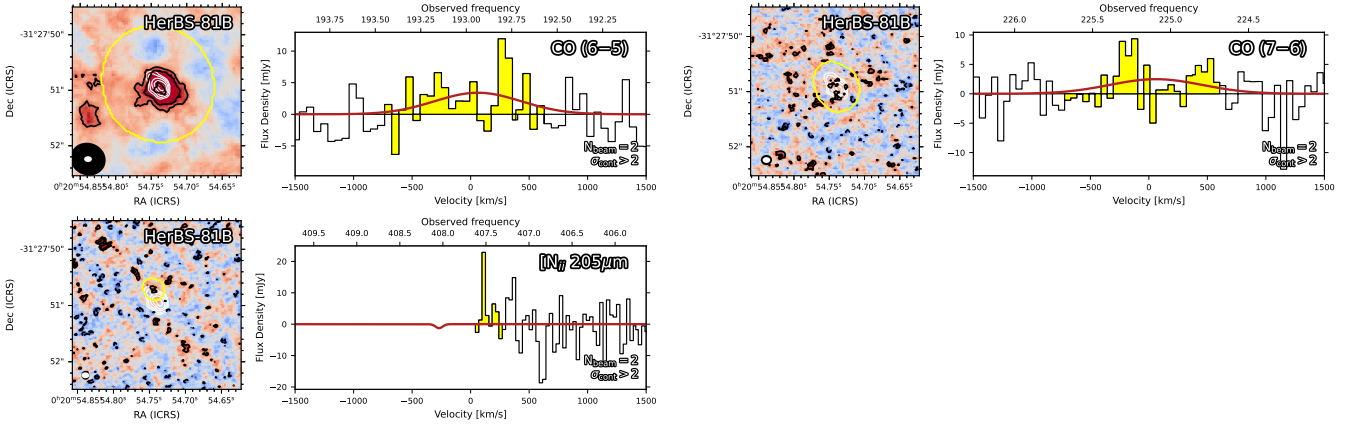 HerBS-81B
-31°27'50"
51"
52"
Dec (ICRS)
0ʰ20ᵐ54.85ˢ 54.80ˢ 54.75ˢ 54.70ˢ 54.65ˢ
RA (ICRS)
Observed frequency
193.75 193.50 193.25 193.00 192.75 192.50 192.25
CO (6−5)
Flux Density [mJy]
10
5
0
−5
N_beam = 2
σ_cont > 2
−1500 −1000 −500 0 500 1000 1500
Velocity [km/s]
HerBS-81B
-31°27'50"
51"
52"
Dec (ICRS)
0ʰ20ᵐ54.85ˢ 54.80ˢ 54.75ˢ 54.70ˢ 54.65ˢ
RA (ICRS)
Observed frequency
226.0 225.5 225.0 224.5
CO (7−6)
Flux Density [mJy]
10
5
0
−5
−10
N_beam = 2
σ_cont > 2
−1500 −1000 −500 0 500 1000 1500
Velocity [km/s]
HerBS-81B
-31°27'50"
51"
52"
Dec (ICRS)
0ʰ20ᵐ54.85ˢ 54.80ˢ 54.75ˢ 54.70ˢ 54.65ˢ
RA (ICRS)
Observed frequency
409.5 409.0 408.5 408.0 407.5 407.0 406.5 406.0
[N_II 205μm
Flux Density [mJy]
20
10
0
−10
−20
N_beam = 2
σ_cont > 2
−1500 −1000 −500 0 500 1000 1500
Velocity [km/s]